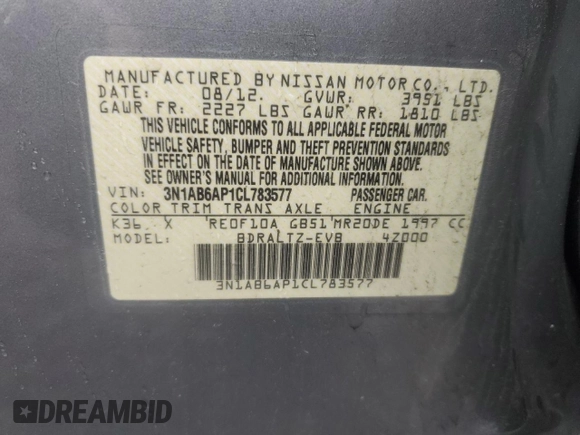 MANUFACTURED BY NISSAN MOTOR CO., LTD.
DATE: 08/12. GVWR: 3951 LBS
GAWR FR: 2227 LBS GAWR RR: 1810 LBS
THIS VEHICLE CONFORMS TO ALL APPLICABLE FEDERAL MOTOR
VEHICLE SAFETY, BUMPER AND THEFT PREVENTION STANDARDS
IN EFFECT ON THE DATE OF MANUFACTURE SHOWN ABOVE.
SEE OWNER'S MANUAL FOR ADDITIONAL INFORMATION.
VIN: 3N1AB6AP1CL783577 PASSENGER CAR.
COLOR TRIM TRANS AXLE ENGINE
K36 X 'RE0F10A GB51'MR20DE 1997 CC
MODEL: BDRALTZ-EVB 4Z000
3N1AB6AP1CL783577
DREAMBID